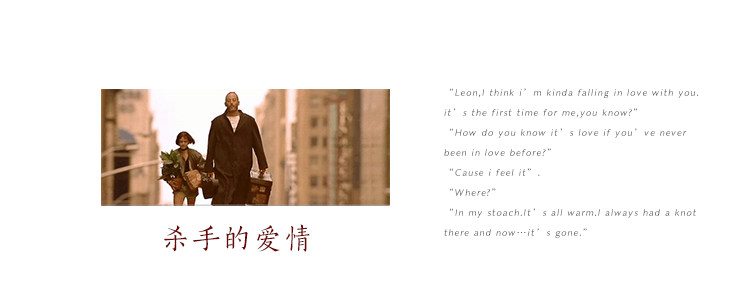 杀手的爱情
“Leon,I think i’m kinda falling in love with you.
it’s the first time for me,you know?”
“How do you know it’s love if you’ve never
been in love before?”
“Cause i feel it”.
“Where?”
“In my stoach.It’s all warm.I always had a knot
there and now…it’s gone.”